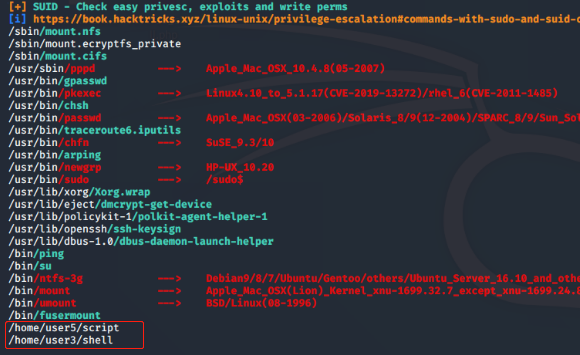 [+] SUID - Check easy privesc, exploits and write perms
[i] https://book.hacktricks.xyz/linux-unix/privilege-escalation#commands-with-sudo-and-suid-c
/sbin/mount.nfs
/sbin/mount.ecryptfs_private
/sbin/mount.cifs
/usr/sbin/pppd ---> Apple_Mac_OSX_10.4.8(05-2007)
/usr/bin/gpasswd
/usr/bin/pkexec ---> Linux4.10_to_5.1.17(CVE-2019-13272)/rhel_6(CVE-2011-1485)
/usr/bin/chsh
/usr/bin/passwd ---> Apple_Mac_OSX(03-2006)/Solaris_8/9(12-2004)/SPARC_8/9/Sun_Sol
/usr/bin/traceroute6.iputils
/usr/bin/chfn ---> SuSE_9.3/10
/usr/bin/arping
/usr/bin/newgrp ---> HP-UX_10.20
/usr/bin/sudo ---> /sudo$
/usr/lib/xorg/Xorg.wrap
/usr/lib/eject/dmcrypt-get-device
/usr/lib/policykit-1/polkit-agent-helper-1
/usr/lib/openssh/ssh-keysign
/usr/lib/dbus-1.0/dbus-daemon-launch-helper
/bin/ping
/bin/su
/bin/ntfs-3g ---> Debian9/8/7/Ubuntu/Gentoo/others/Ubuntu_Server_16.10_and_othe
/bin/mount ---> Apple_Mac_OSX(Lion)_Kernel_xnu-1699.32.7_except_xnu-1699.24.8
/bin/umount ---> BSD/Linux(08-1996)
/bin/fusermount
/home/user5/script
/home/user3/shell